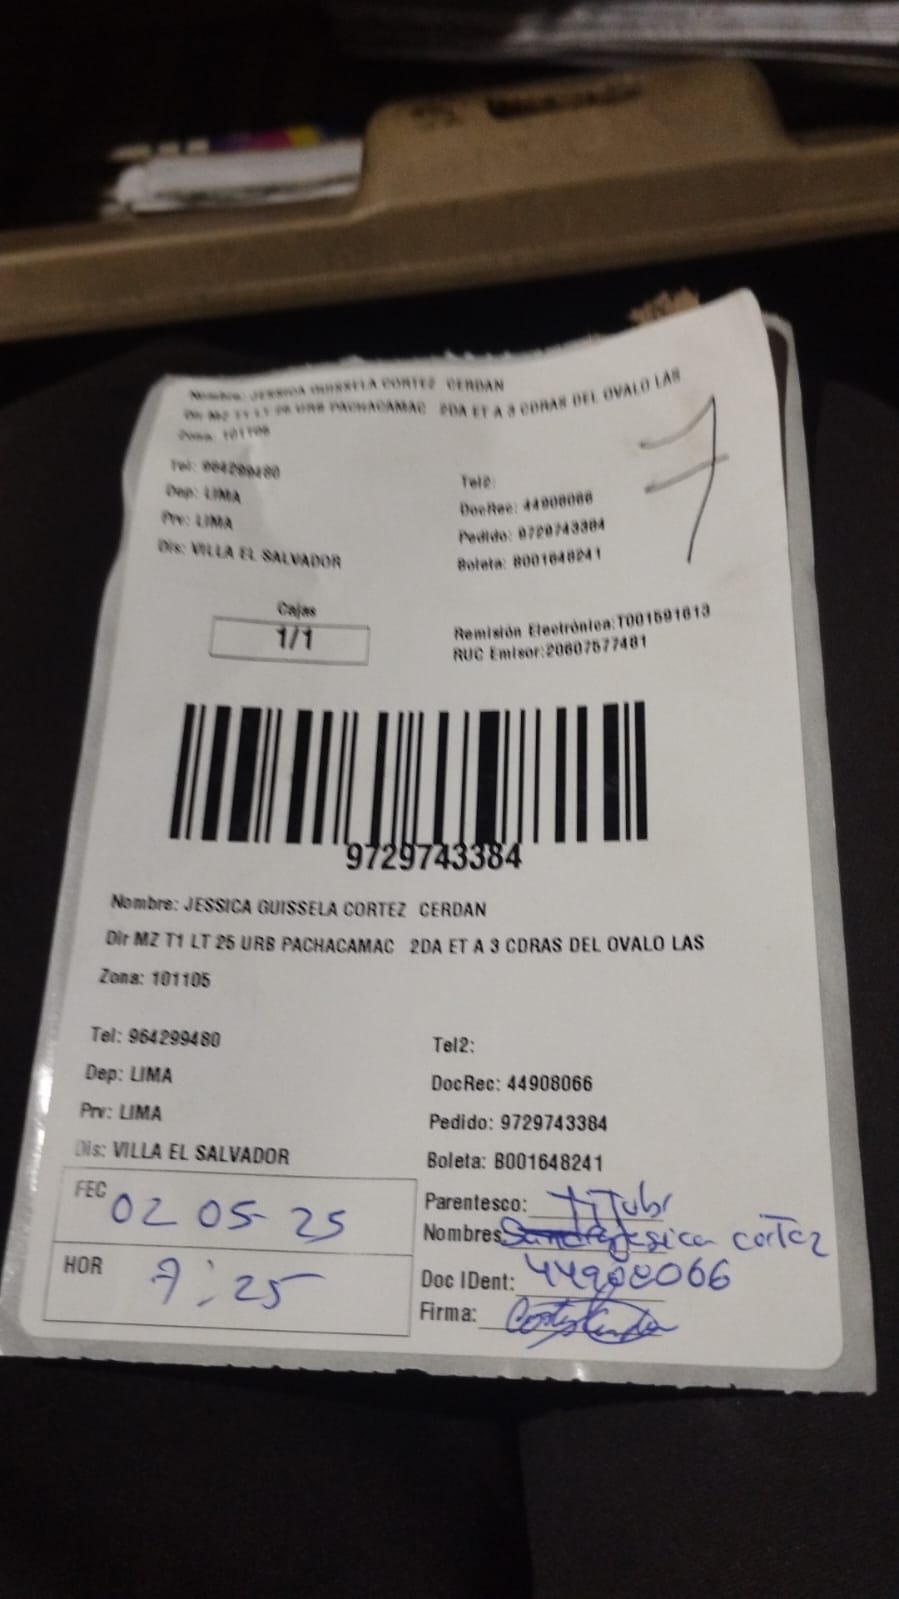 Nombre: JESSICA GUISSELA CORTEZ CERDAN
Dir MZ T1 LT 25 URB PACHACAMAC 2DA ET A 3 CDRAS DEL OVALO LAS
Zona: 101105
Tel: 964299480
Tel2:
Dep: LIMA
DocRec: 44908066
Prv: LIMA
Pedido: 9729743384
Dis: VILLA EL SALVADOR
Boleta: B001648241
7
Cajas
1/1
Remisión Electrónica:T001591613
RUC Emisor:20607577481
9729743384
Nombre: JESSICA GUISSELA CORTEZ CERDAN
Dir MZ T1 LT 25 URB PACHACAMAC 2DA ET A 3 CDRAS DEL OVALO LAS
Zona: 101105
Tel: 964299480
Tel2:
Dep: LIMA
DocRec: 44908066
Prv: LIMA
Pedido: 9729743384
Dis: VILLA EL SALVADOR
Boleta: B001648241
FEC 02 05 25
Parentesco: Titular
Nombres: Jesica cortez
HOR 7:25
Doc IDent: 44908066
Firma: